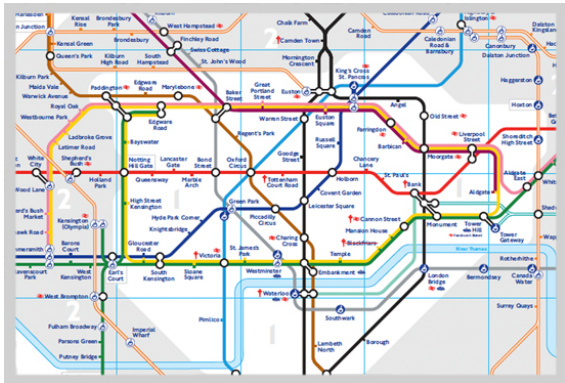 Chalk Farm
Kensal
Rise
Brondesbury
Park
West Hampstead
Camden
Road
Caledonian
Road &
Barnsbury
Highbury &
Islington
Dalston
Kingsland
Kensal Green
Brondesbury
Finchley Road
Camden Town
Canonbury
Dalston Junction
Queen's Park
Kilburn
High Road
South
Hampstead
Swiss Cottage
St. John's Wood
Mornington
Crescent
2
Kilburn Park
Maida Vale
Warwick Avenue
Edgware
Road
Marylebone
Paddington
Baker
Street
Great
Portland
Street
Euston
King's Cross
St. Pancras
Haggerston
Royal Oak
Westbourne Park
Edgware
Road
Warren Street
Euston
Square
Angel
Old Street
Hoxton
Farringdon
Liverpool
Street
Shoreditch
High Street
Ladbroke Grove
Latimer Road
Bayswater
Regent's Park
Russell
Square
Barbican
Moorgate
White
City
Shepherd's
Bush
Notting
Hill Gate
Lancaster
Gate
Bond
Street
Oxford
Circus
Goodge
Street
Chancery
Lane
St. Paul's
Aldgate
East
Holland
Park
Queensway
Marble
Arch
Tottenham
Court Road
Holborn
Bank
Aldgate
Wood Lane
2
1
High Street
Kensington
Green Park
Covent Garden
Leicester Square
Kensington
(Olympia)
Hyde Park Corner
Knightsbridge
Piccadilly
Circus
Cannon Street
Mansion House
Blackfriars
Monument
Tower
Hill
Tower
Gateway
Charing
Cross
Barons
Court
Gloucester
Road
St. James's
Park
Temple
River Thames
Victoria
West
Kensington
Earl's
Court
South
Kensington
Sloane
Square
Westminster
Embankment
London
Bridge
Bermondsey
Rotherhithe
Canada
Water
West Brompton
Waterloo
Southwark
Surrey Quays
2
Fulham Broadway
Imperial
Wharf
Pimlico
1
Parsons Green
Putney Bridge
Lambeth
North
Borough